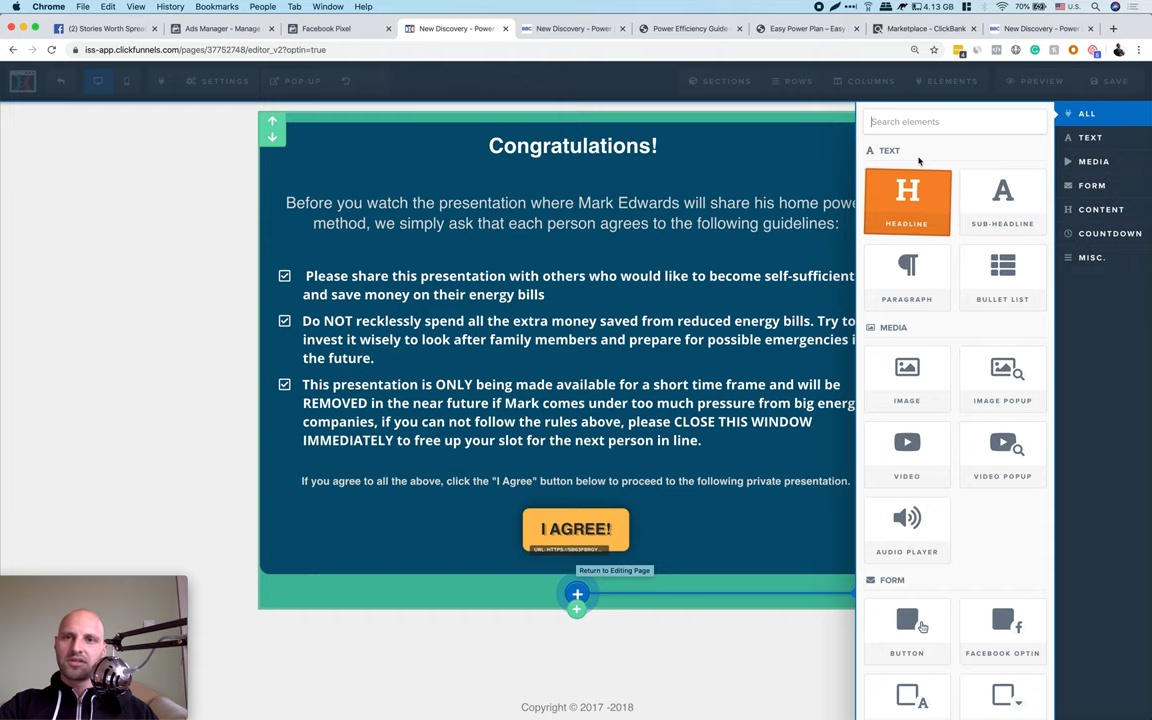 Chrome File Edit View History Bookmarks People Tab Window Help
4.13 GB 70% U.S.
(2) Stories Worth Sprea
Ads Manager - Manage
Facebook Pixel
New Discovery - Power
New Discovery - Power
Power Efficiency Guide
Easy Power Plan – Easy
Marketplace - ClickBank
New Discovery - Power
iss-app.clickfunnels.com/pages/37752748/editor_v2?optin=true
SETTINGS
POP UP
SECTIONS
ROWS
COLUMNS
ELEMENTS
PREVIEW
SAVE
Congratulations!
Before you watch the presentation where Mark Edwards will share his home powe
method, we simply ask that each person agrees to the following guidelines:
Please share this presentation with others who would like to become self-sufficient
and save money on their energy bills
Do NOT recklessly spend all the extra money saved from reduced energy bills. Try to
invest it wisely to look after family members and prepare for possible emergencies i
the future.
This presentation is ONLY being made available for a short time frame and will be
REMOVED in the near future if Mark comes under too much pressure from big energ
companies, if you can not follow the rules above, please CLOSE THIS WINDOW
IMMEDIATELY to free up your slot for the next person in line.
If you agree to all the above, click the "I Agree" button below to proceed to the following private presentation.
I AGREE!
Return to Editing Page
Copyright © 2017 -2018
Search elements
TEXT
HEADLINE
SUB-HEADLINE
PARAGRAPH
BULLET LIST
MEDIA
IMAGE
IMAGE POPUP
VIDEO
VIDEO POPUP
AUDIO PLAYER
FORM
BUTTON
FACEBOOK OPTIN
ALL
TEXT
MEDIA
FORM
CONTENT
COUNTDOWN
MISC.